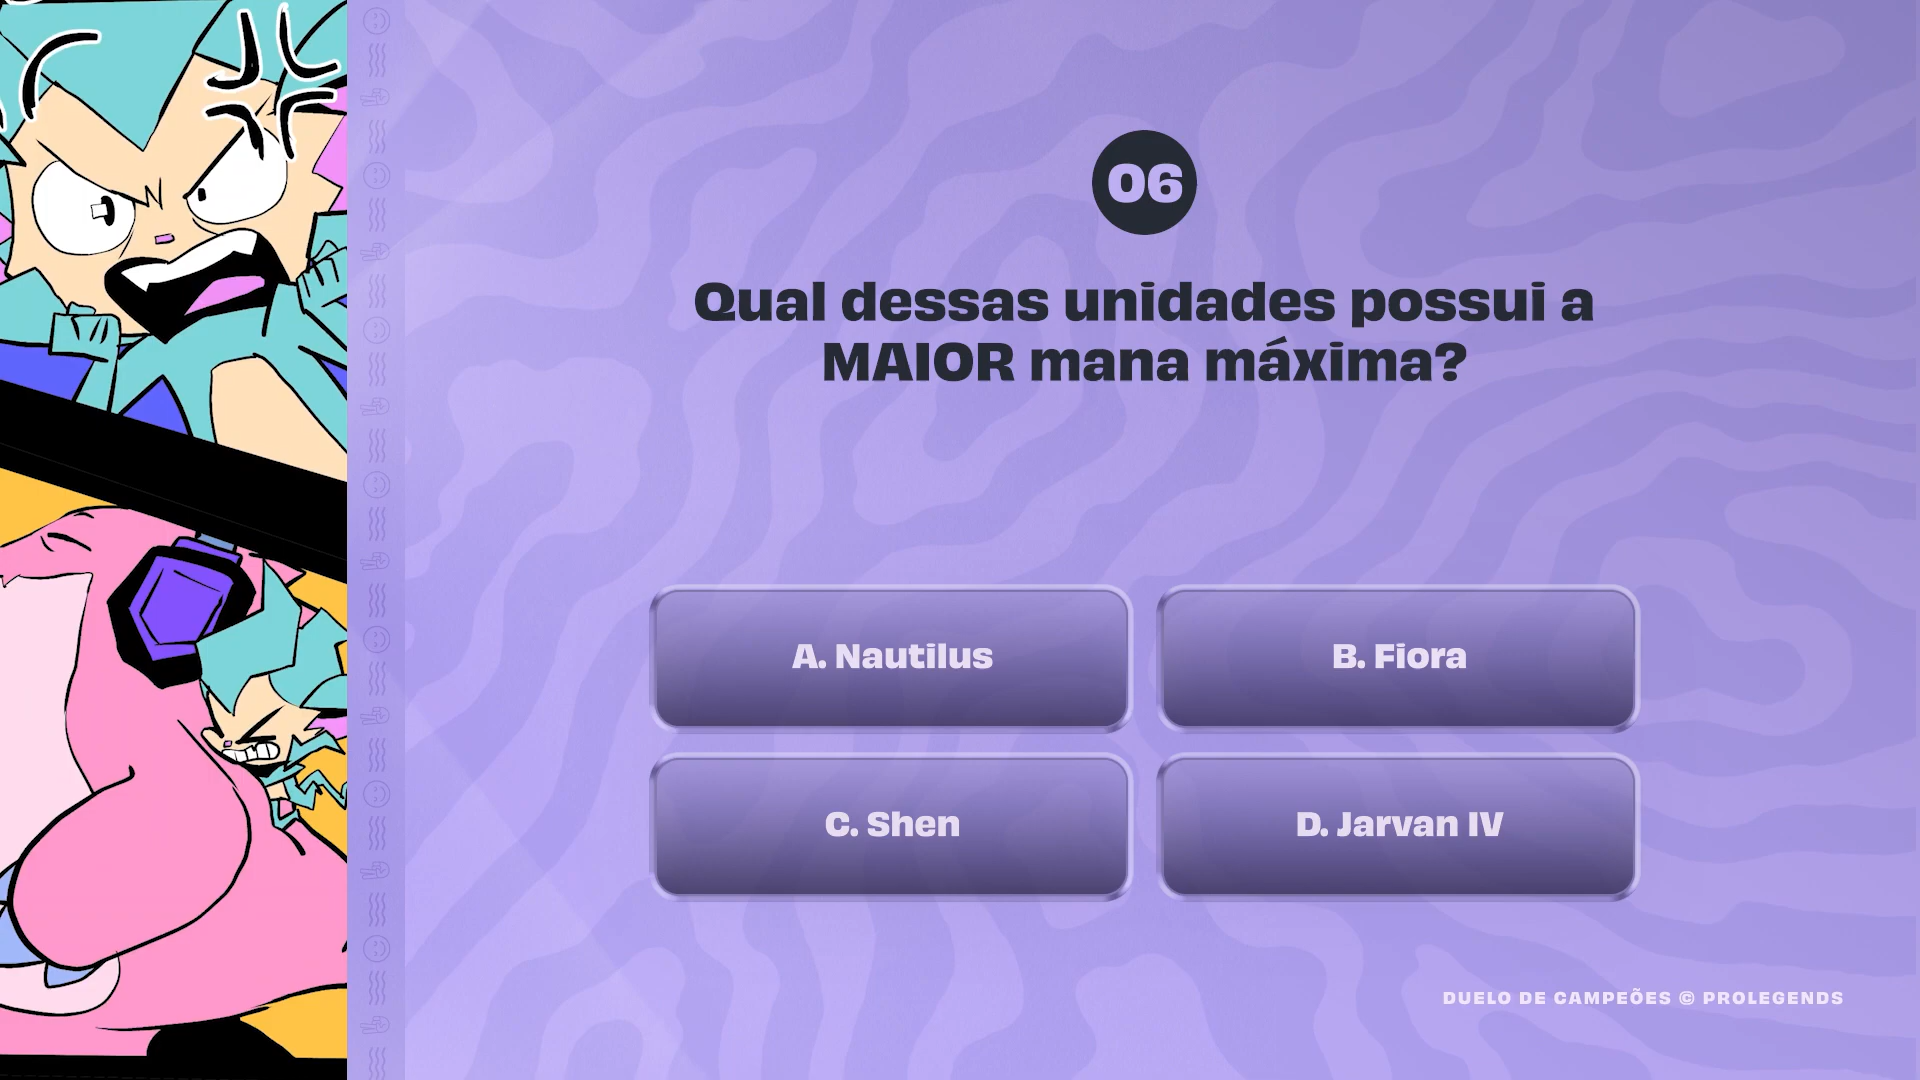 06
Qual dessas unidades possui a
MAIOR mana máxima?
A. Nautilus
B. Fiora
C. Shen
D. Jarvan IV
DUELO DE CAMPEÕES © PROLEGENDS